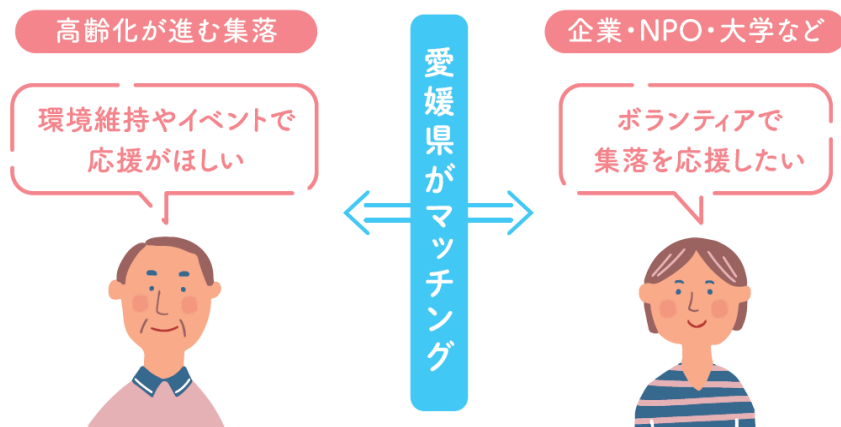 高齢化が進む集落
環境維持やイベントで
応援がほしい
愛媛県がマッチング
企業・NPO・大学など
ボランティアで
集落を応援したい